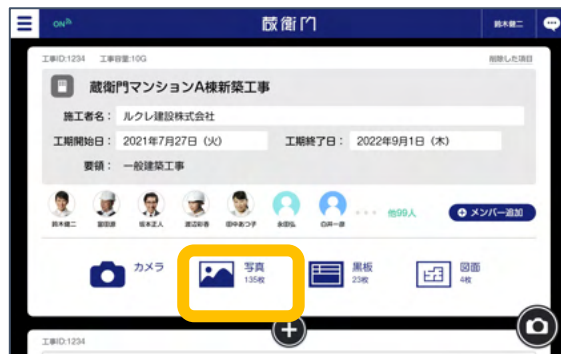 ON
蔵衛門
鈴木健二
工事ID:1234 工事容量:10G
削除した項目
蔵衛門マンションA棟新築工事
施工者名： ルクレ建設株式会社
工期開始日： 2021年7月27日（火） 工期終了日： 2022年9月1日（木）
要領： 一般建築工事
鈴木健二 冨田彦 坂本正人 渡辺彩香 田中あつ子 永田弘 白井一彦 他99人 メンバー追加
カメラ 写真 黒板 図面
135枚 23枚 4枚
工事ID:1234